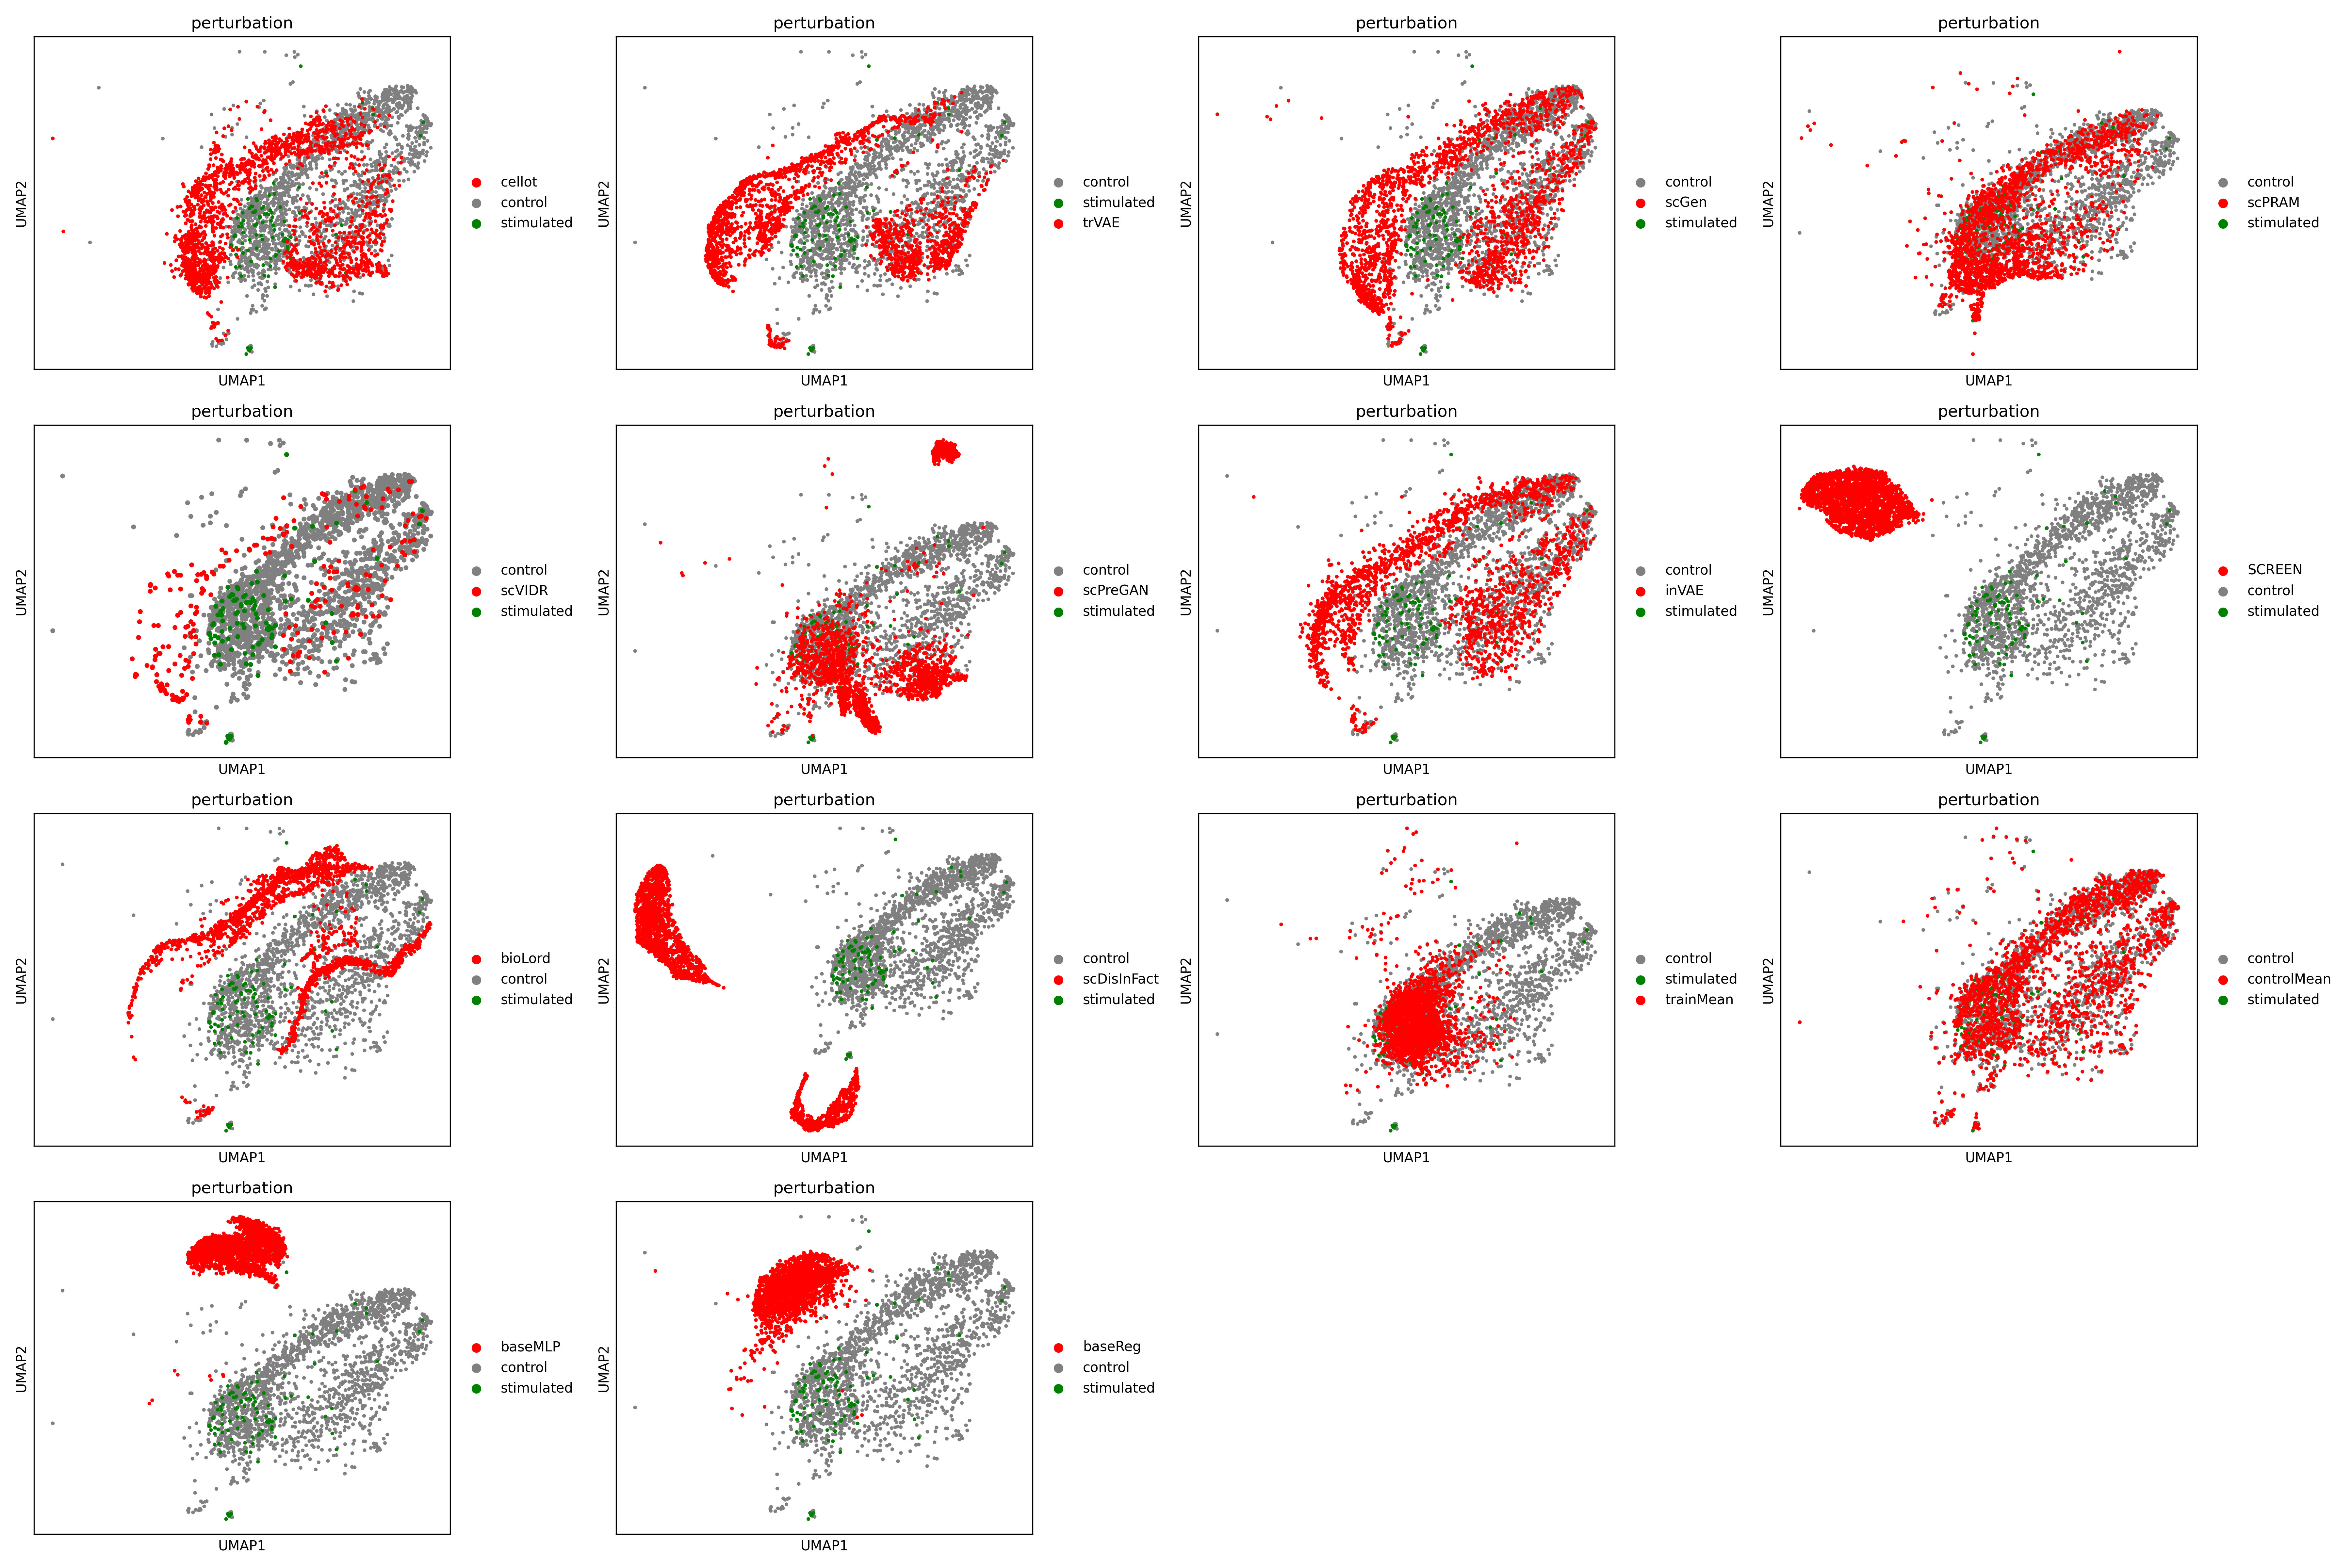 perturbation
UMAP2
cellot
control
stimulated
UMAP1
perturbation
UMAP2
control
stimulated
trVAE
UMAP1
perturbation
UMAP2
control
scGen
stimulated
UMAP1
perturbation
UMAP2
control
scPRAM
stimulated
UMAP1
perturbation
UMAP2
control
scVIDR
stimulated
UMAP1
perturbation
UMAP2
control
scPreGAN
stimulated
UMAP1
perturbation
UMAP2
control
inVAE
stimulated
UMAP1
perturbation
UMAP2
SCREEN
control
stimulated
UMAP1
perturbation
UMAP2
bioLord
control
stimulated
UMAP1
perturbation
UMAP2
control
scDisInFact
stimulated
UMAP1
perturbation
UMAP2
control
stimulated
trainMean
UMAP1
perturbation
UMAP2
control
controlMean
stimulated
UMAP1
perturbation
UMAP2
baseMLP
control
stimulated
UMAP1
perturbation
UMAP2
baseReg
control
stimulated
UMAP1